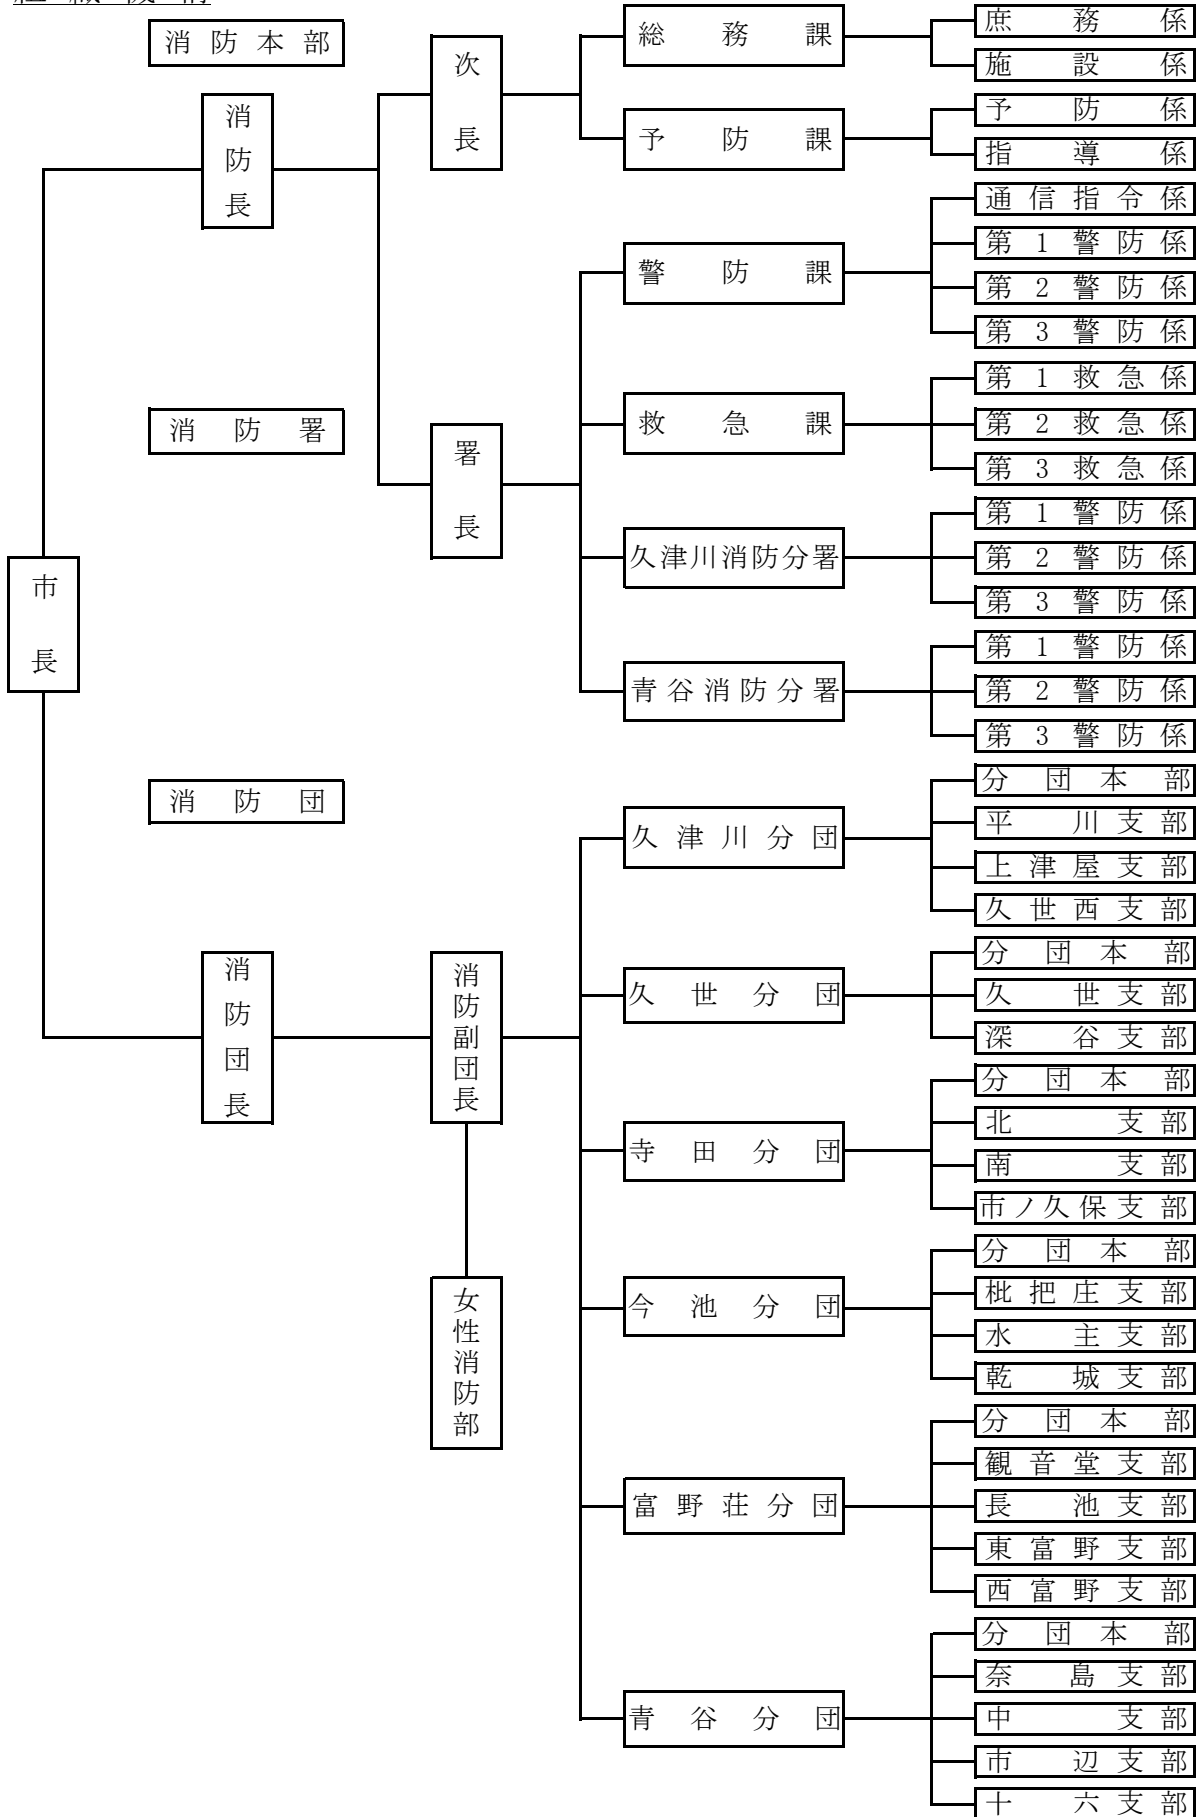 組織機構
消防本部
消防長
次長
総務課
庶務係
施設係
予防課
予防係
指導係
消防署
署長
警防課
通信指令係
第1警防係
第2警防係
第3警防係
救急課
第1救急係
第2救急係
第3救急係
久津川消防分署
第1警防係
第2警防係
第3警防係
青谷消防分署
第1警防係
第2警防係
第3警防係
市長
消防団
消防団長
消防副団長
女性消防部
久津川分団
分団本部
平川支部
上津屋支部
久世西支部
久世分団
分団本部
久世支部
深谷支部
寺田分団
分団本部
北支部
南支部
市ノ久保支部
今池分団
分団本部
枇把庄支部
水主支部
乾城支部
富野荘分団
分団本部
観音堂支部
長池支部
東富野支部
西富野支部
青谷分団
分団本部
奈島支部
中支部
市辺支部
十六支部